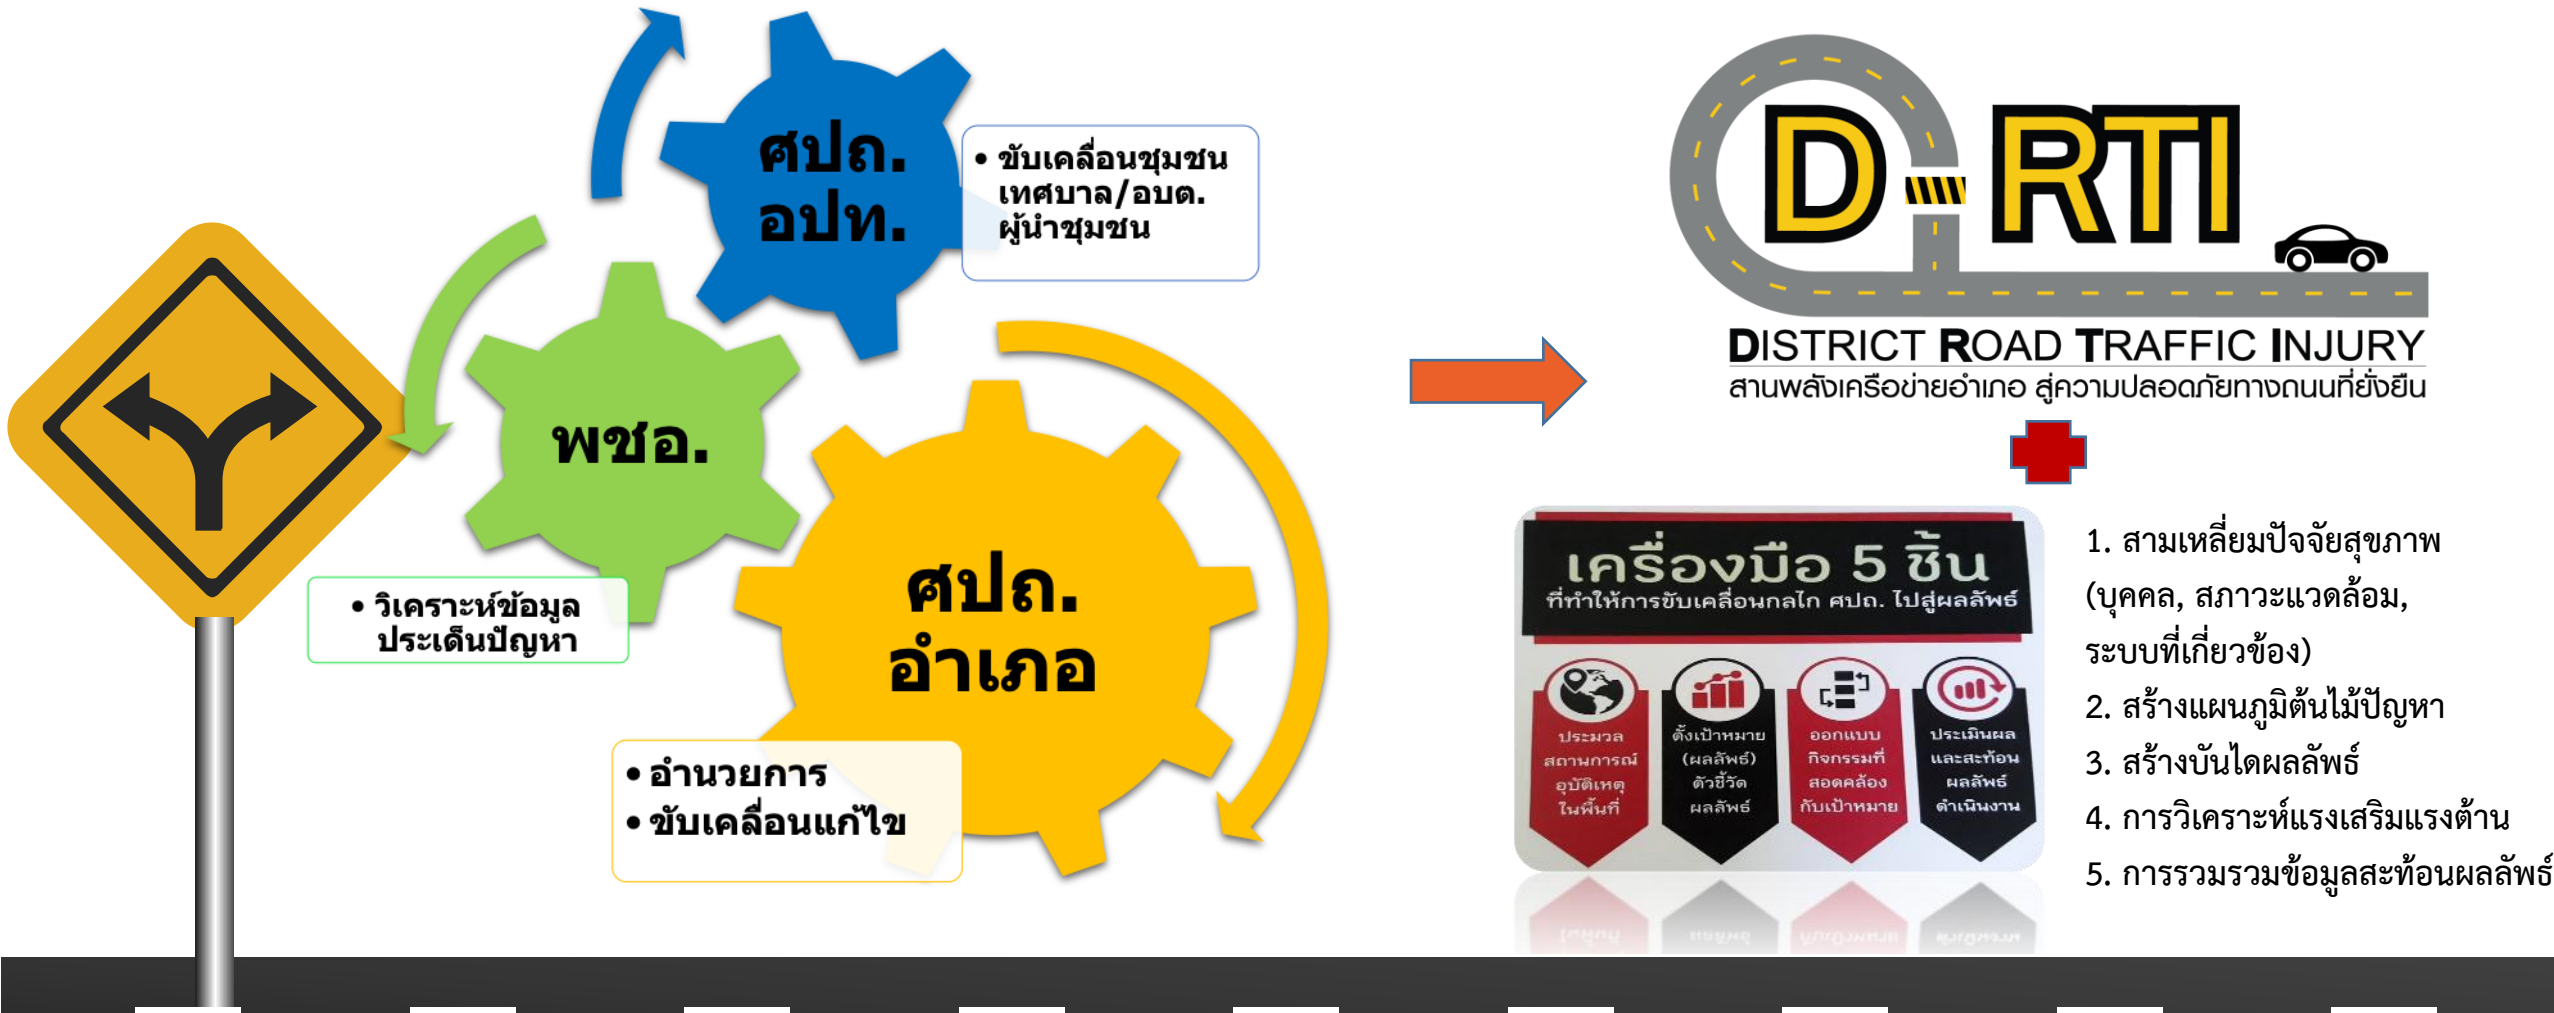 ศปถ.
อปท.
• ขับเคลื่อนชุมชน
เทศบาล/อบต.
ผู้นำชุมชน
พชอ.
• วิเคราะห์ข้อมูล
ประเด็นปัญหา
ศปถ.
อำเภอ
• อำนวยการ
• ขับเคลื่อนแก้ไข
D-RTI
DISTRICT ROAD TRAFFIC INJURY
สานพลังเครือข่ายอำเภอ สู่ความปลอดภัยทางถนนที่ยั่งยืน
เครื่องมือ 5 ชิ้น
ที่ทำให้การขับเคลื่อนกลไก ศปถ. ไปสู่ผลลัพธ์
ประมวล
สถานการณ์
อุบัติเหตุ
ในพื้นที่
ตั้งเป้าหมาย
(ผลลัพธ์)
ตัวชี้วัด
ผลลัพธ์
ออกแบบ
กิจกรรมที่
สอดคล้อง
กับเป้าหมาย
ประเมินผล
และสะท้อน
ผลลัพธ์
ดำเนินงาน
1. สามเหลี่ยมปัจจัยสุขภาพ
(บุคคล, สภาวะแวดล้อม,
ระบบที่เกี่ยวข้อง)
2. สร้างแผนภูมิต้นไม้ปัญหา
3. สร้างบันไดผลลัพธ์
4. การวิเคราะห์แรงเสริมแรงต้าน
5. การรวมรวมข้อมูลสะท้อนผลลัพธ์